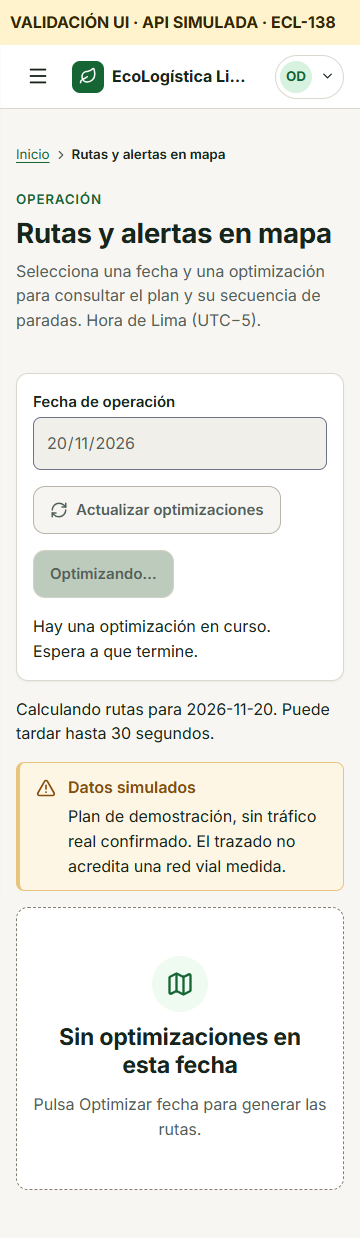 VALIDACIÓN UI · API SIMULADA · ECL-138
EcoLogística Li...
OD
Inicio > Rutas y alertas en mapa
OPERACIÓN
Rutas y alertas en mapa
Selecciona una fecha y una optimización
para consultar el plan y su secuencia de
paradas. Hora de Lima (UTC−5).
Fecha de operación
20/11/2026
Actualizar optimizaciones
Optimizando...
Hay una optimización en curso.
Espera a que termine.
Calculando rutas para 2026-11-20. Puede
tardar hasta 30 segundos.
Datos simulados
Plan de demostración, sin tráfico
real confirmado. El trazado no
acredita una red vial medida.
Sin optimizaciones en
esta fecha
Pulsa Optimizar fecha para generar las
rutas.